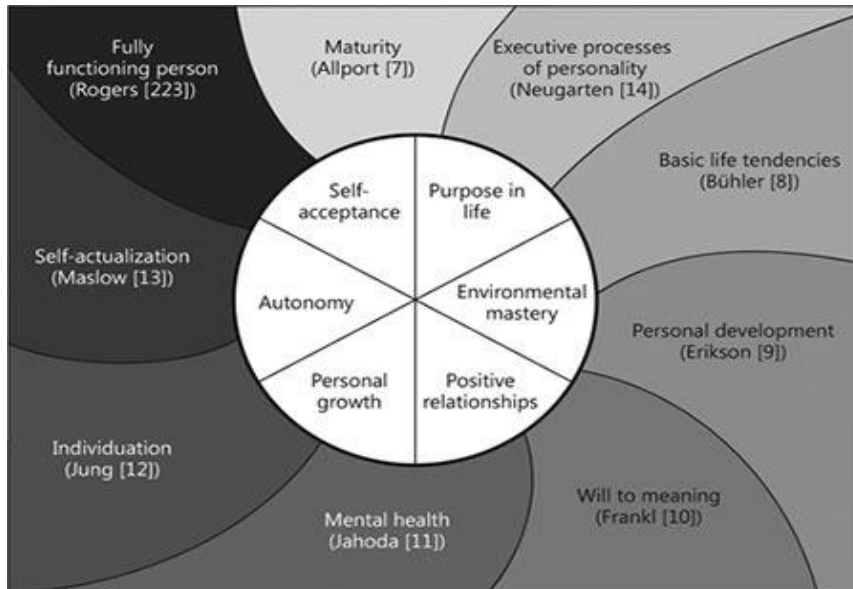 Fully
functioning person
(Rogers [223])
Maturity
(Allport [7])
Executive processes
of personality
(Neugarten [14])
Basic life tendencies
(Bühler [8])
Personal development
(Erikson [9])
Will to meaning
(Frankl [10])
Mental health
(Jahoda [11])
Individuation
(Jung [12])
Self-actualization
(Maslow [13])
Self-
acceptance
Purpose in
life
Autonomy
Environmental
mastery
Personal
growth
Positive
relationships